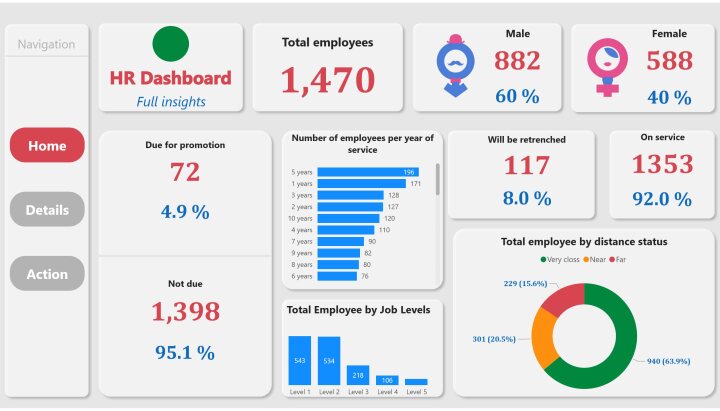 Navigation
Home
Details
Action
HR Dashboard
Full insights
Total employees
1,470
Male
882
60 %
Female
588
40 %
Due for promotion
72
4.9 %
Not due
1,398
95.1 %
Number of employees per year of
service
5 years 196
1 years 171
3 years 128
2 years 127
10 years 120
4 years 110
7 years 90
9 years 82
8 years 80
6 years 76
Total Employee by Job Levels
543 534 218 106
Level 1 Level 2 Level 3 Level 4 Level 5
Will be retrenched
117
8.0 %
On service
1353
92.0 %
Total employee by distance status
Very closs Near Far
229 (15.6%)
301 (20.5%)
940 (63.9%)